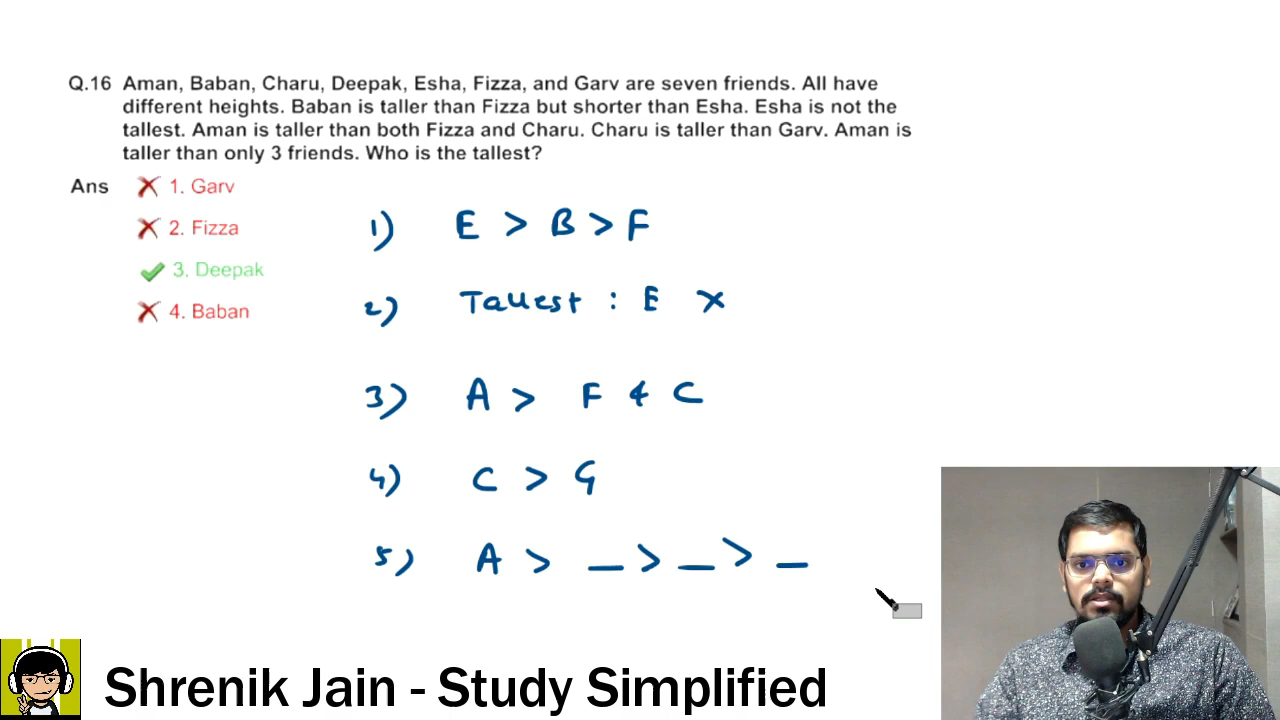 Q.16 Aman, Baban, Charu, Deepak, Esha, Fizza, and Garv are seven friends. All have
different heights. Baban is taller than Fizza but shorter than Esha. Esha is not the
tallest. Aman is taller than both Fizza and Charu. Charu is taller than Garv. Aman is
taller than only 3 friends. Who is the tallest?
Ans 1. Garv
2. Fizza
3. Deepak
4. Baban
1) E > B > F
2) Tallest : E ×
3) A > F & C
4) C > G
5) A > _ > _ > _
Shrenik Jain - Study Simplified